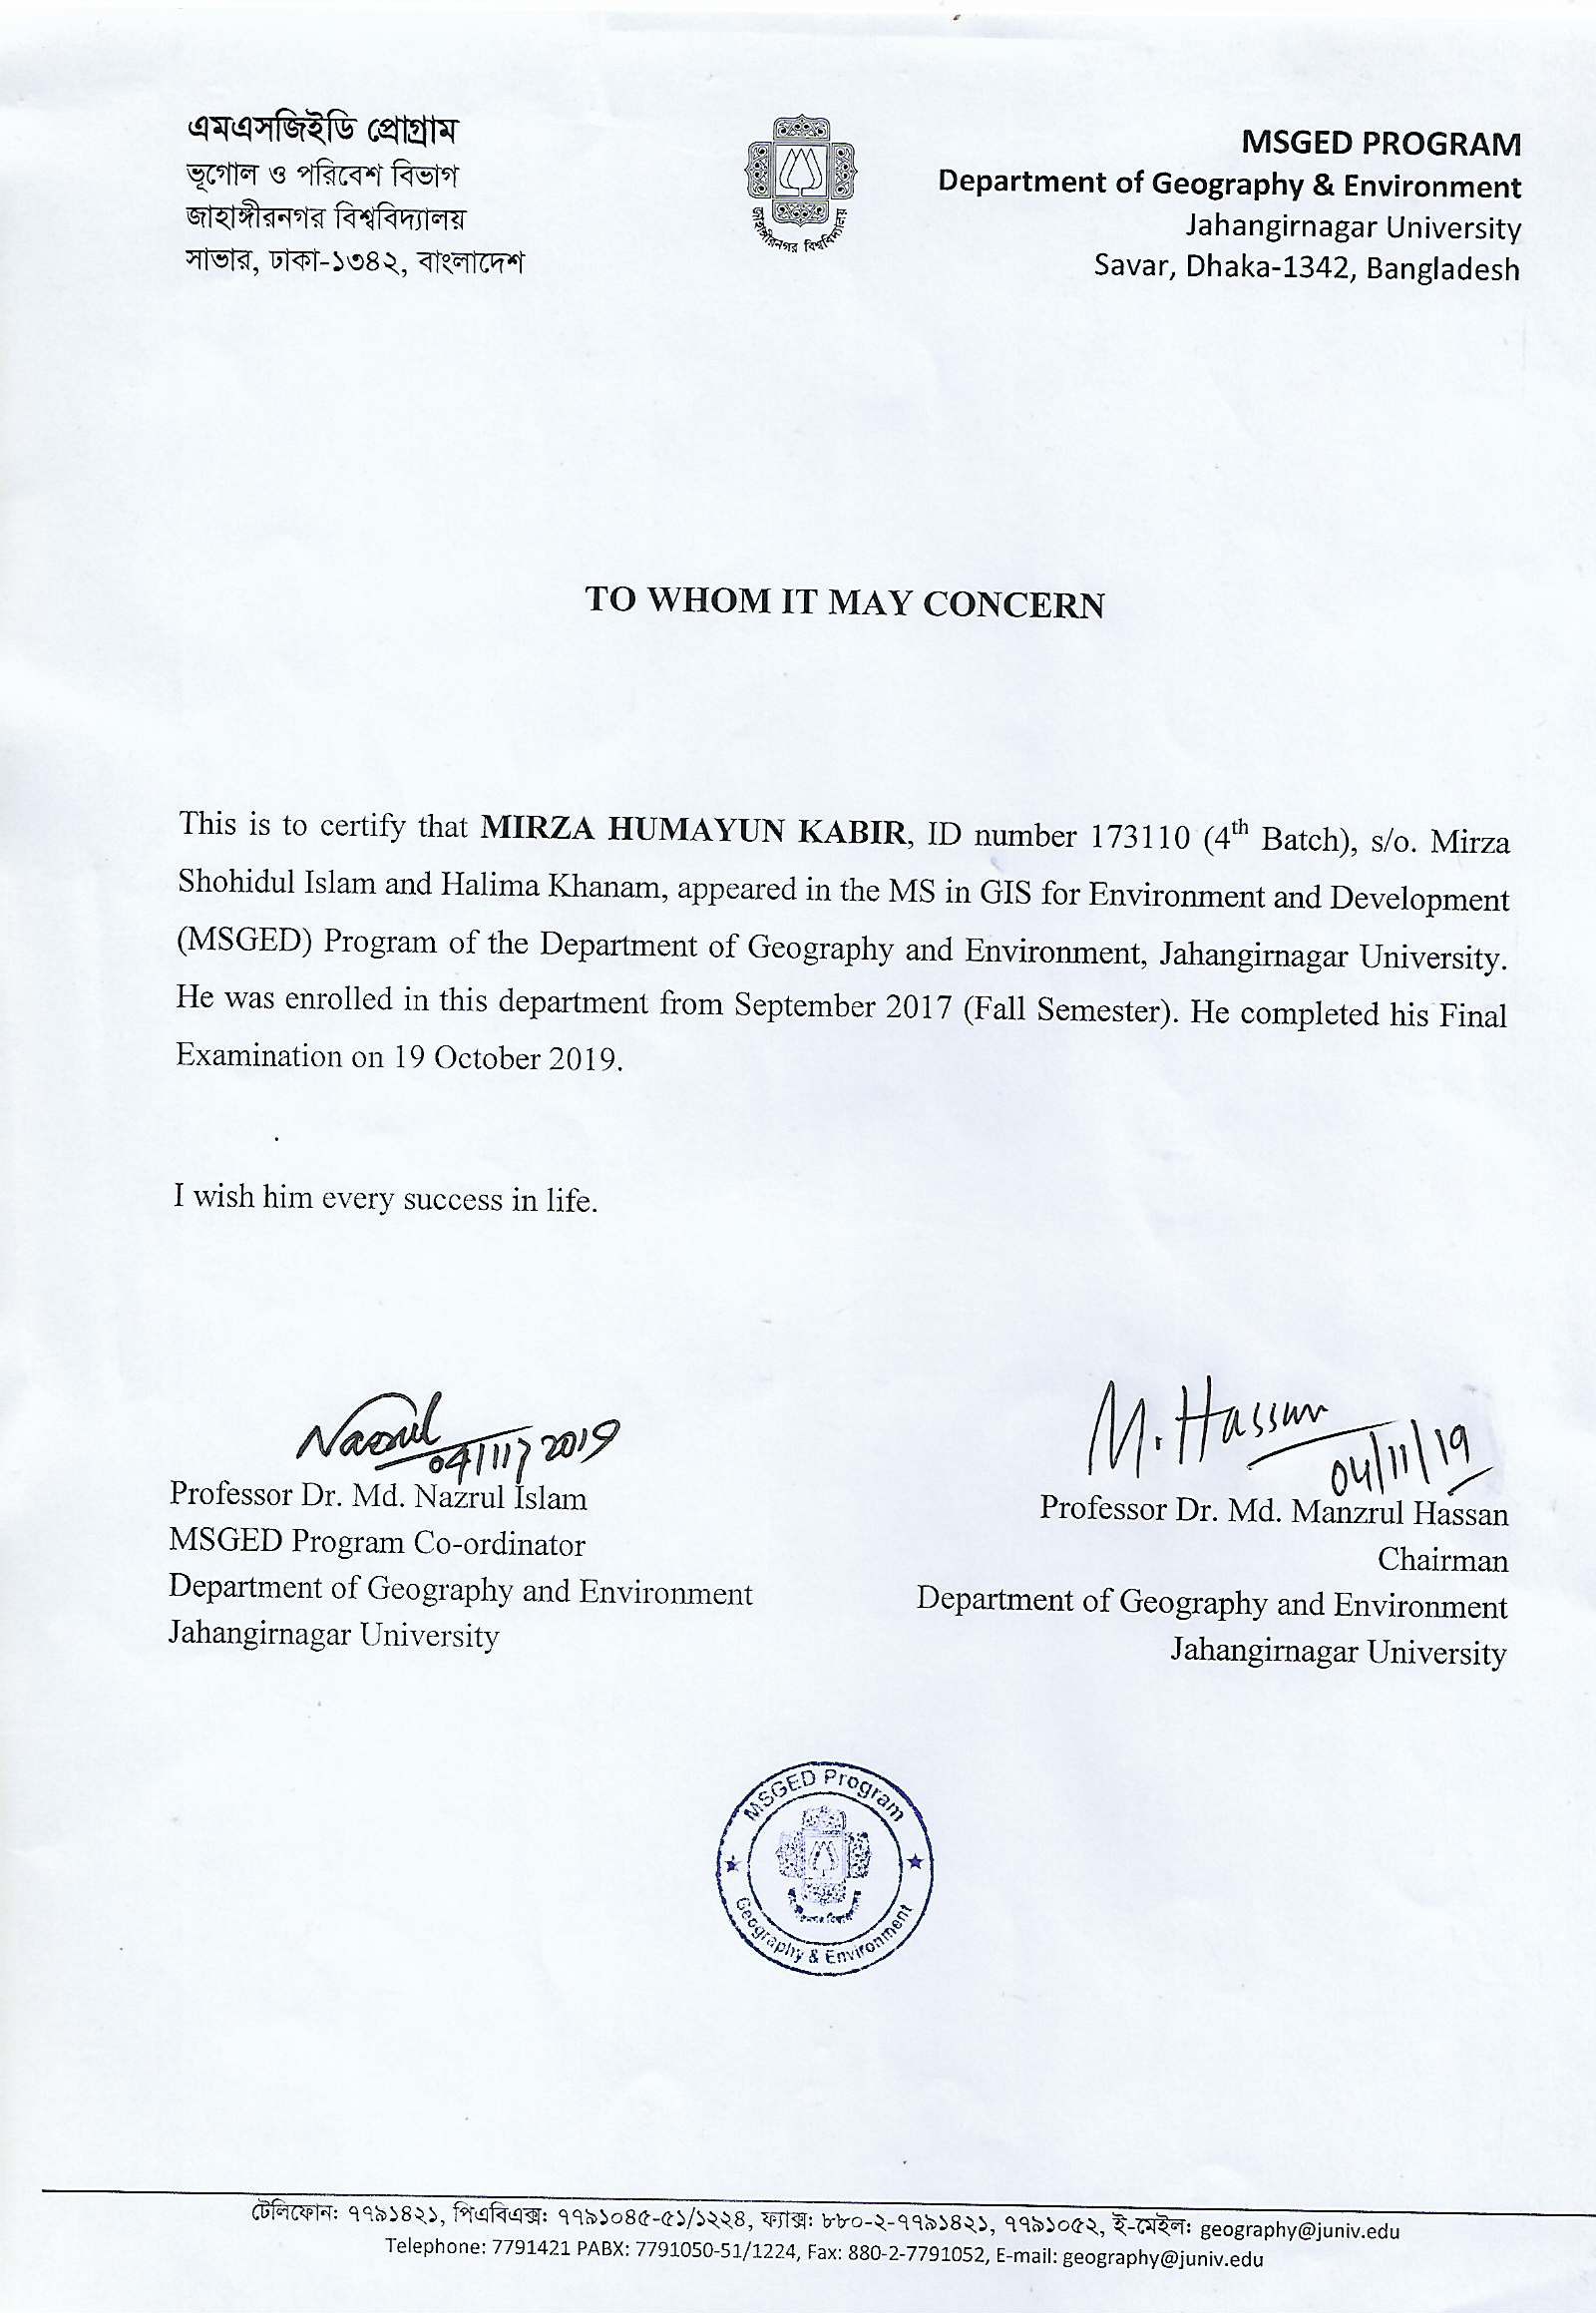 এমএসজিইডি প্রোগ্রাম
ভূগোল ও পরিবেশ বিভাগ
জাহাঙ্গীরনগর বিশ্ববিদ্যালয়
সাভার, ঢাকা-১৩৪২, বাংলাদেশ
জাহাঙ্গীরনগর বিশ্ববিদ্যালয়
MSGED PROGRAM
Department of Geography & Environment
Jahangirnagar University
Savar, Dhaka-1342, Bangladesh
TO WHOM IT MAY CONCERN
This is to certify that MIRZA HUMAYUN KABIR, ID number 173110 (4th Batch), s/o. Mirza
Shohidul Islam and Halima Khanam, appeared in the MS in GIS for Environment and Development
(MSGED) Program of the Department of Geography and Environment, Jahangirnagar University.
He was enrolled in this department from September 2017 (Fall Semester). He completed his Final
Examination on 19 October 2019.
I wish him every success in life.
Nazrul
04/11/2019
Professor Dr. Md. Nazrul Islam
MSGED Program Co-ordinator
Department of Geography and Environment
Jahangirnagar University
M. Hassan
04/11/19
Professor Dr. Md. Manzrul Hassan
Chairman
Department of Geography and Environment
Jahangirnagar University
MSGED Program
Geography & Environment
টেলিফোন: ৭৭৯১৪২১, পিএবিএক্স: ৭৭৯১০৪৫-৫১/১২২৪, ফ্যাক্স: ৮৮০-২-৭৭৯১৪২১, ৭৭৯১০৫২, ই-মেইল: geography@juniv.edu
Telephone: 7791421 PABX: 7791050-51/1224, Fax: 880-2-7791052, E-mail: geography@juniv.edu